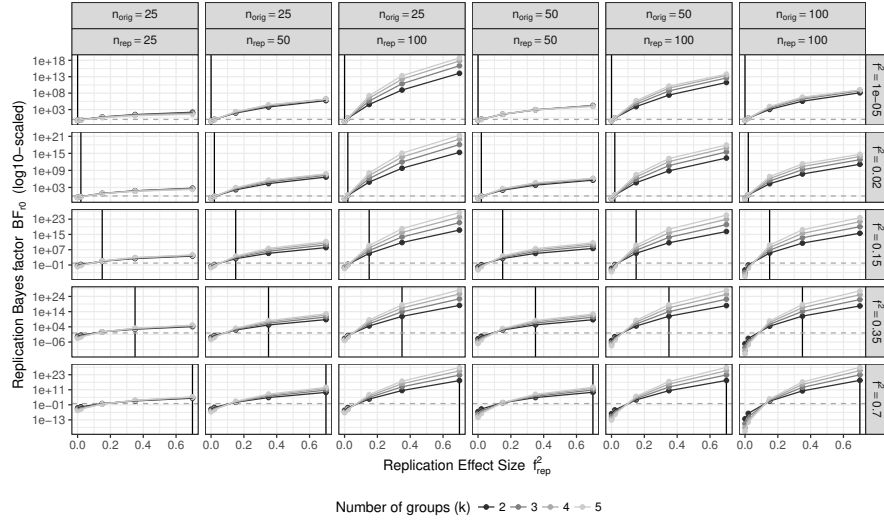 n_orig = 25 n_orig = 25 n_orig = 25 n_orig = 50 n_orig = 50 n_orig = 100
n_rep = 25 n_rep = 50 n_rep = 100 n_rep = 50 n_rep = 100 n_rep = 100
Replication Bayes factor BF_r0 (log10−scaled)
1e+18
1e+13
1e+08
1e+03
f² = 1e−05
1e+21
1e+15
1e+09
1e+03
f² = 0.02
1e+23
1e+15
1e+07
1e−01
f² = 0.15
1e+24
1e+14
1e+04
1e−06
f² = 0.35
1e+23
1e+11
1e−01
1e−13
f² = 0.7
0.0 0.2 0.4 0.6 0.0 0.2 0.4 0.6 0.0 0.2 0.4 0.6 0.0 0.2 0.4 0.6 0.0 0.2 0.4 0.6 0.0 0.2 0.4 0.6
Replication Effect Size f²_rep
Number of groups (k) 2 3 4 5